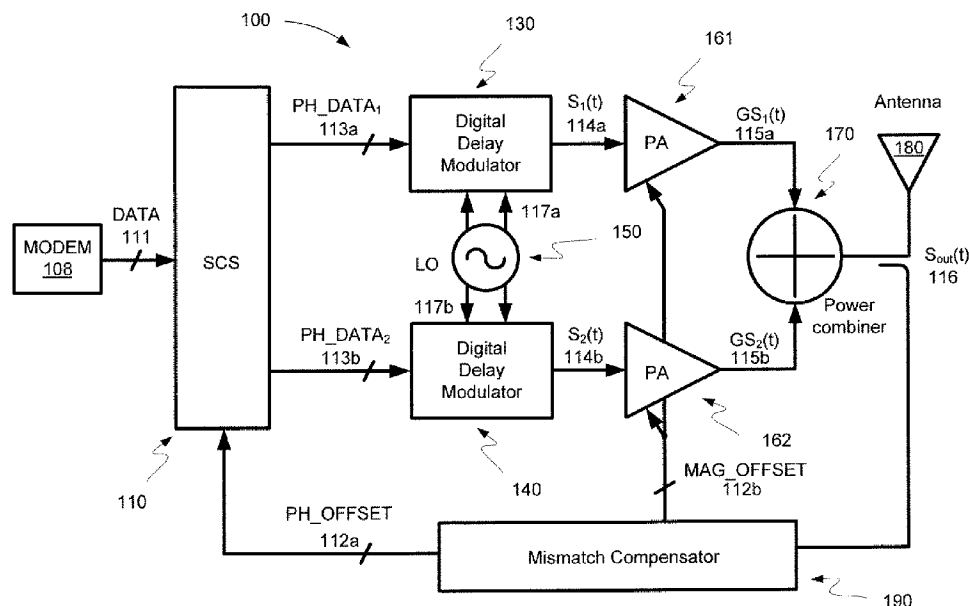 100
130
161
PH_DATA1
113a
Digital
Delay
Modulator
S1(t)
114a
PA
GS1(t)
115a
170
Antenna
180
DATA
111
MODEM
108
SCS
117a
LO
150
117b
Sout(t)
116
Power
combiner
PH_DATA2
113b
Digital
Delay
Modulator
S2(t)
114b
PA
GS2(t)
115b
162
110
140
MAG_OFFSET
112b
PH_OFFSET
112a
Mismatch Compensator
190